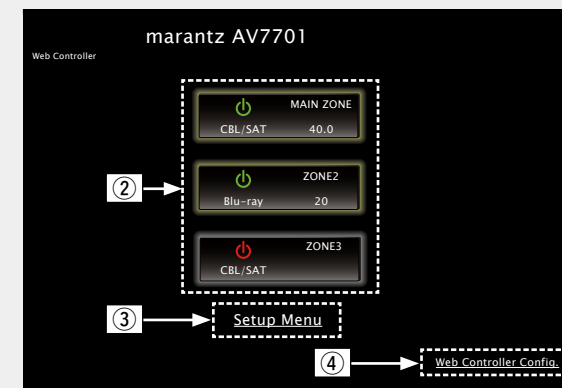 marantz AV7701
Web Controller
MAIN ZONE
CBL/SAT 40.0
② ZONE2
Blu-ray 20
ZONE3
CBL/SAT
③ Setup Menu
④ Web Controller Config.